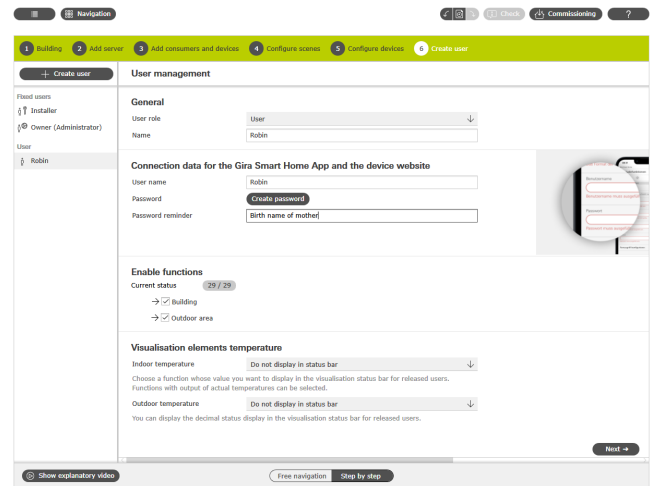 Navigation
Check
Commissioning
?
1 Building 2 Add server 3 Add consumers and devices 4 Configure scenes 5 Configure devices 6 Create user
+ Create user
User management
Fixed users
Installer
Owner (Administrator)
User
Robin
General
User role User
Name Robin
Connection data for the Gira Smart Home App and the device website
User name Robin
Password Create password
Password reminder Birth name of mother
Benutzername
Passwort
Enable functions
Current status 29 / 29
Building
Outdoor area
Visualisation elements temperature
Indoor temperature Do not display in status bar
Choose a function whose value you want to display in the visualisation status bar for released users.
Functions with output of actual temperatures can be selected.
Outdoor temperature Do not display in status bar
You can display the decimal status display in the visualisation status bar for released users.
Next →
Show explanatory video
Free navigation Step by step